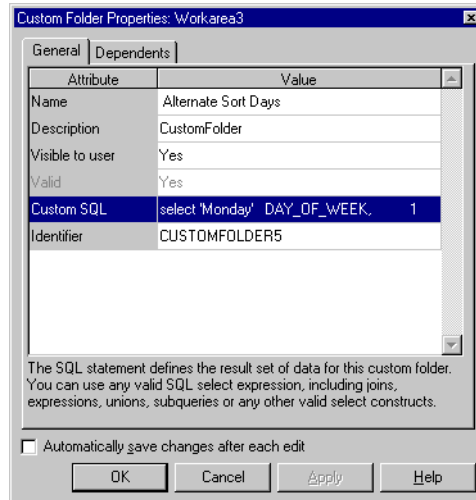 Custom Folder Properties: Workarea3
General Dependents
Attribute Value
Name Alternate Sort Days
Description CustomFolder
Visible to user Yes
Valid Yes
Custom SQL select 'Monday' DAY_OF_WEEK, 1
Identifier CUSTOMFOLDER5
The SQL statement defines the result set of data for this custom folder.
You can use any valid SQL select expression, including joins,
expressions, unions, subqueries or any other valid select constructs.
Automatically save changes after each edit
OK Cancel Apply Help